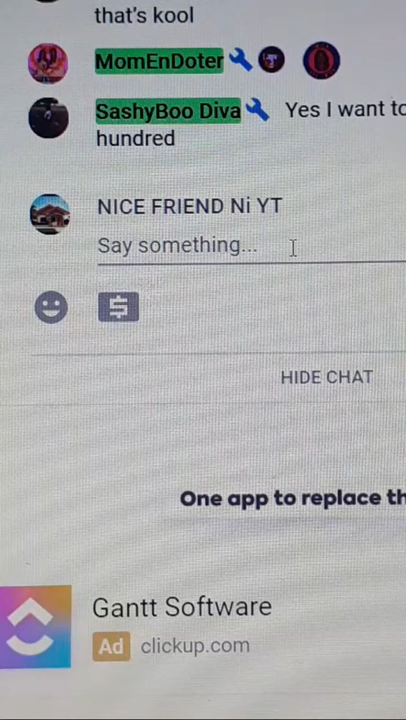 that's kool
MomEnDoter
SashyBoo Diva Yes I want to
hundred
NICE FRIEND Ni YT
Say something...
HIDE CHAT
One app to replace th
Gantt Software
Ad clickup.com